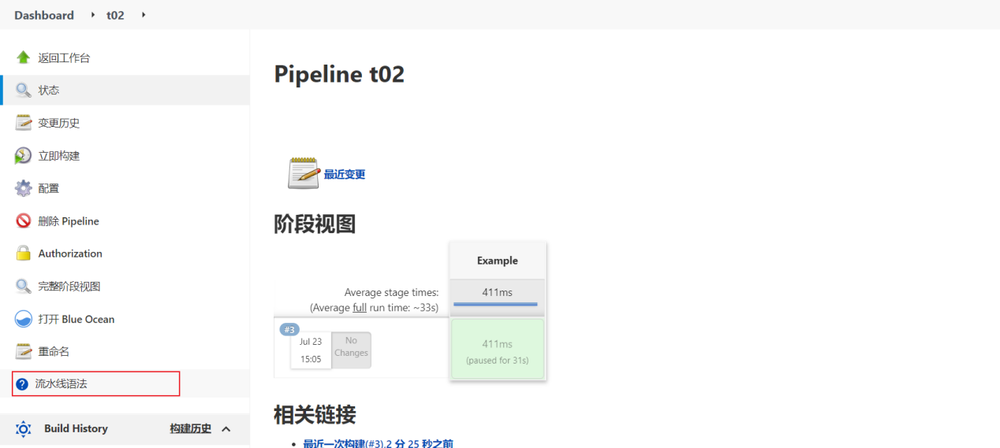 Dashboard t02
返回工作台
状态
变更历史
立即构建
配置
删除 Pipeline
Authorization
完整阶段视图
打开 Blue Ocean
重命名
流水线语法
Build History 构建历史
Pipeline t02
最近变更
阶段视图
Example
Average stage times:
(Average full run time: ~33s)
411ms
#3
Jul 23
15:05
No
Changes
411ms
(paused for 31s)
相关链接
最近一次构建(#3),2 分 25 秒之前